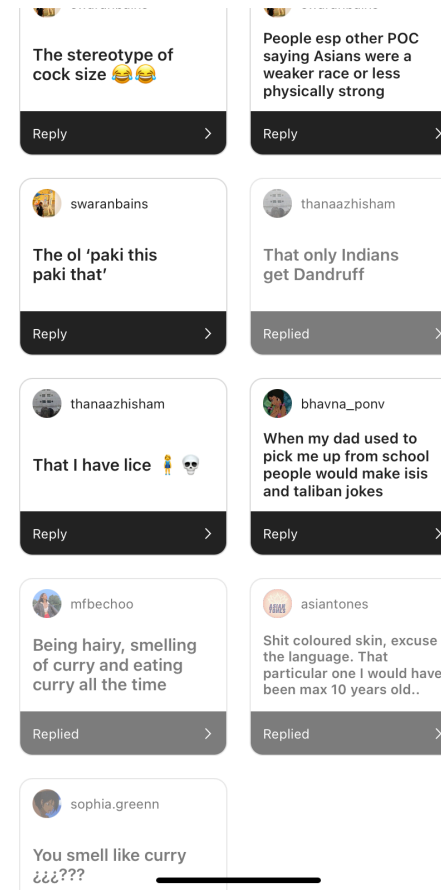 The stereotype of
cock size 😂😂
Reply
People esp other POC
saying Asians were a
weaker race or less
physically strong
Reply
swaranbains
The ol ‘paki this
paki that’
Reply
thanaazhisham
That only Indians
get Dandruff
Replied
thanaazhisham
That I have lice 🧍 💀
Reply
bhavna_ponv
When my dad used to
pick me up from school
people would make isis
and taliban jokes
Reply
mfbechoo
Being hairy, smelling
of curry and eating
curry all the time
Replied
asiantones
Shit coloured skin, excuse
the language. That
particular one I would have
been max 10 years old..
Replied
sophia.greenn
You smell like curry
¿¿¿???